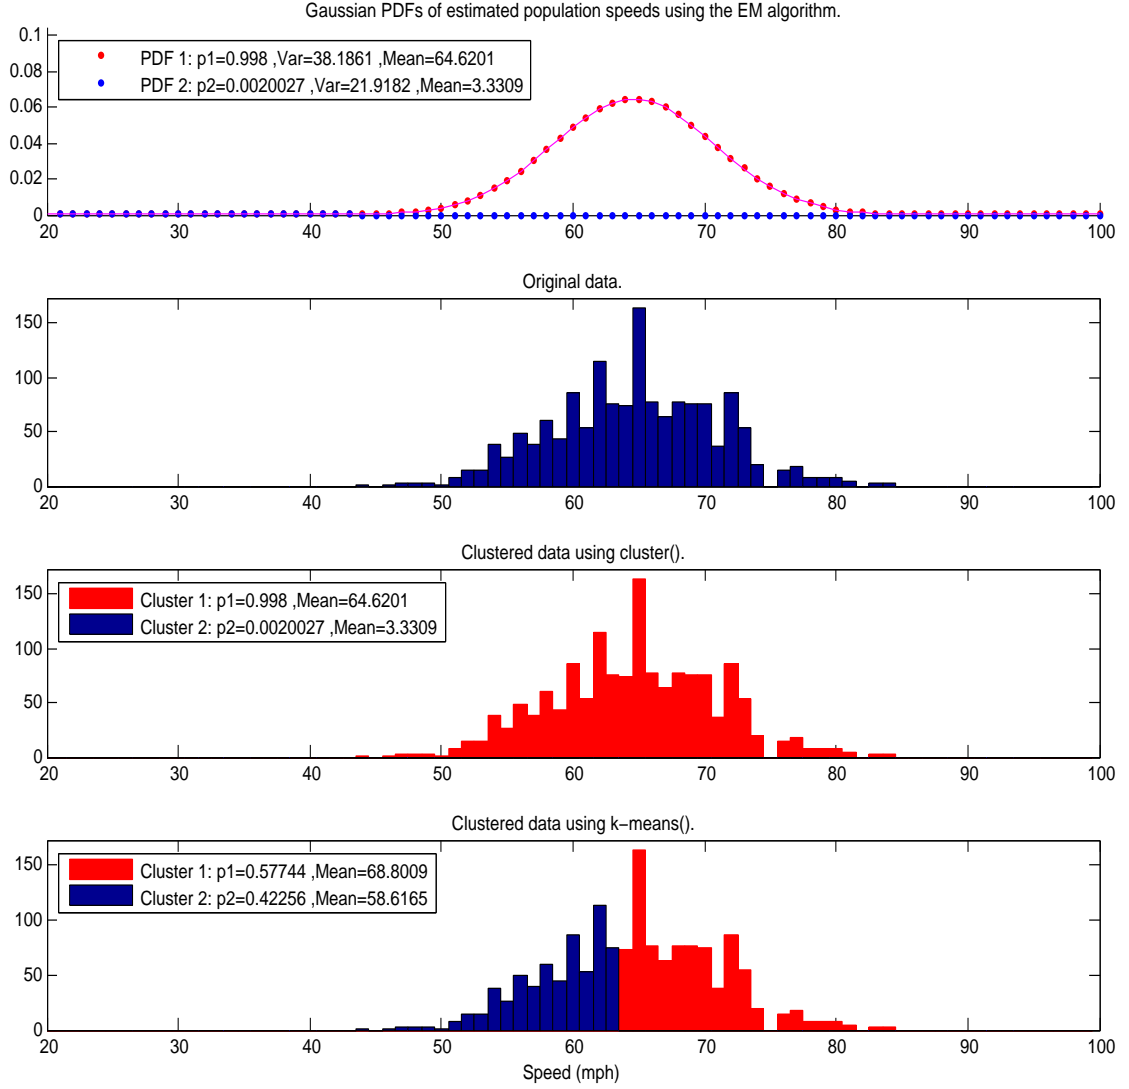 Gaussian PDFs of estimated population speeds using the EM algorithm.
0.1
0.08
0.06
0.04
0.02
0
PDF 1: p1=0.998 ,Var=38.1861 ,Mean=64.6201
PDF 2: p2=0.0020027 ,Var=21.9182 ,Mean=3.3309
20 30 40 50 60 70 80 90 100
Original data.
150
100
50
0
20 30 40 50 60 70 80 90 100
Clustered data using cluster().
150
100
50
0
Cluster 1: p1=0.998 ,Mean=64.6201
Cluster 2: p2=0.0020027 ,Mean=3.3309
20 30 40 50 60 70 80 90 100
Clustered data using k−means().
150
100
50
0
Cluster 1: p1=0.57744 ,Mean=68.8009
Cluster 2: p2=0.42256 ,Mean=58.6165
20 30 40 50 60 70 80 90 100
Speed (mph)